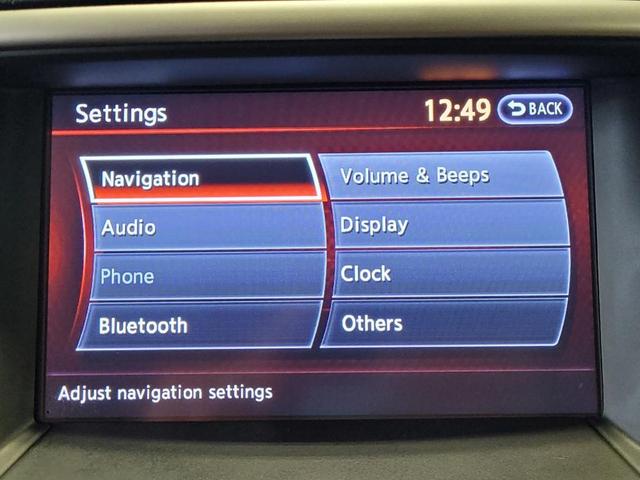 Settings
12:49
BACK
Navigation
Volume & Beeps
Audio
Display
Phone
Clock
Bluetooth
Others
Adjust navigation settings